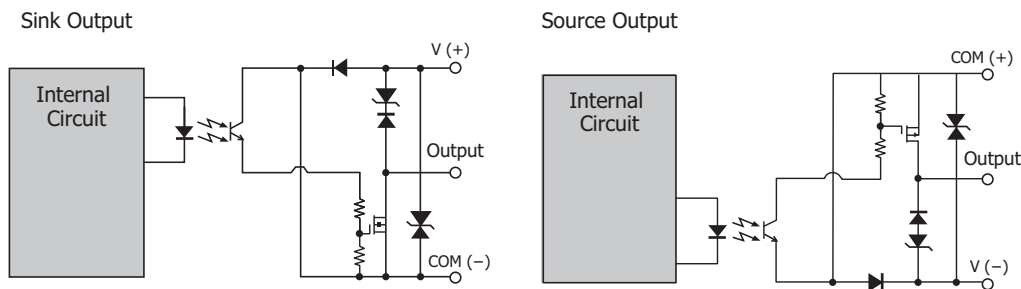 Sink Output
Internal
Circuit
V (+)
Output
COM (−)
Source Output
Internal
Circuit
COM (+)
Output
V (−)